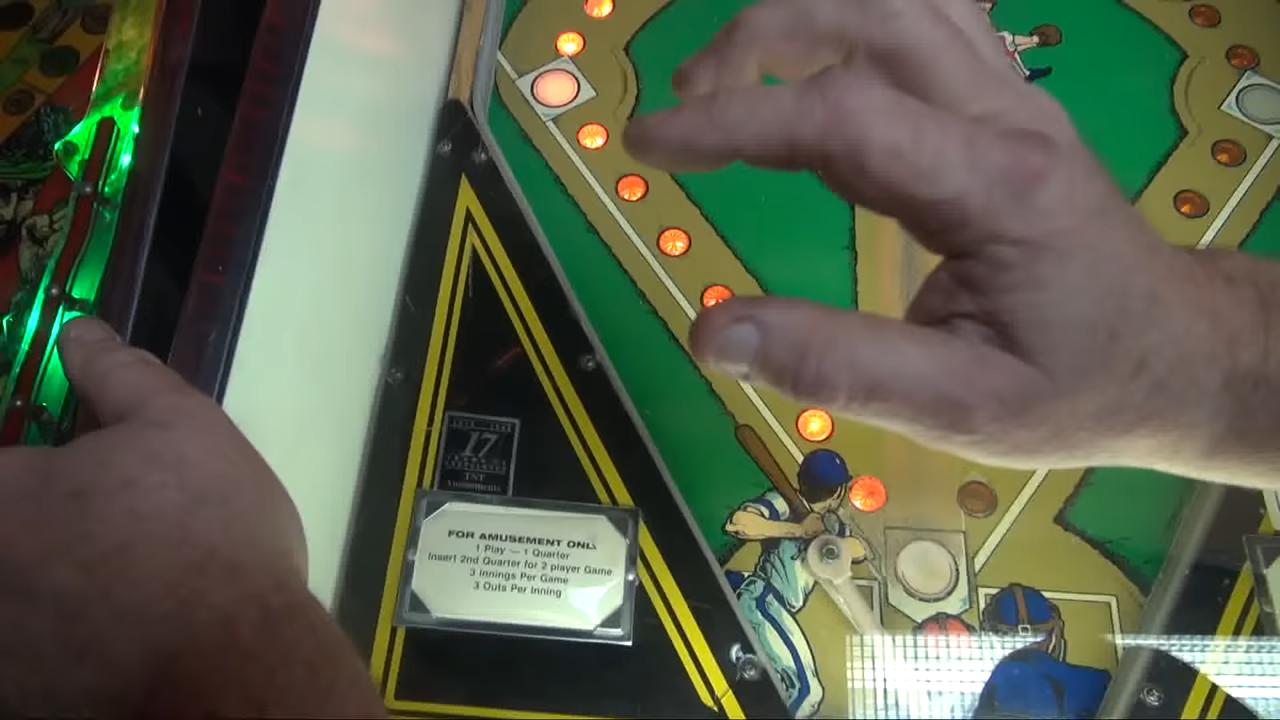 17
TNT
Amusements
FOR AMUSEMENT ONL
1 Play — 1 Quarter
Insert 2nd Quarter for 2 player Game
3 Innings Per Game
3 Outs Per Inning